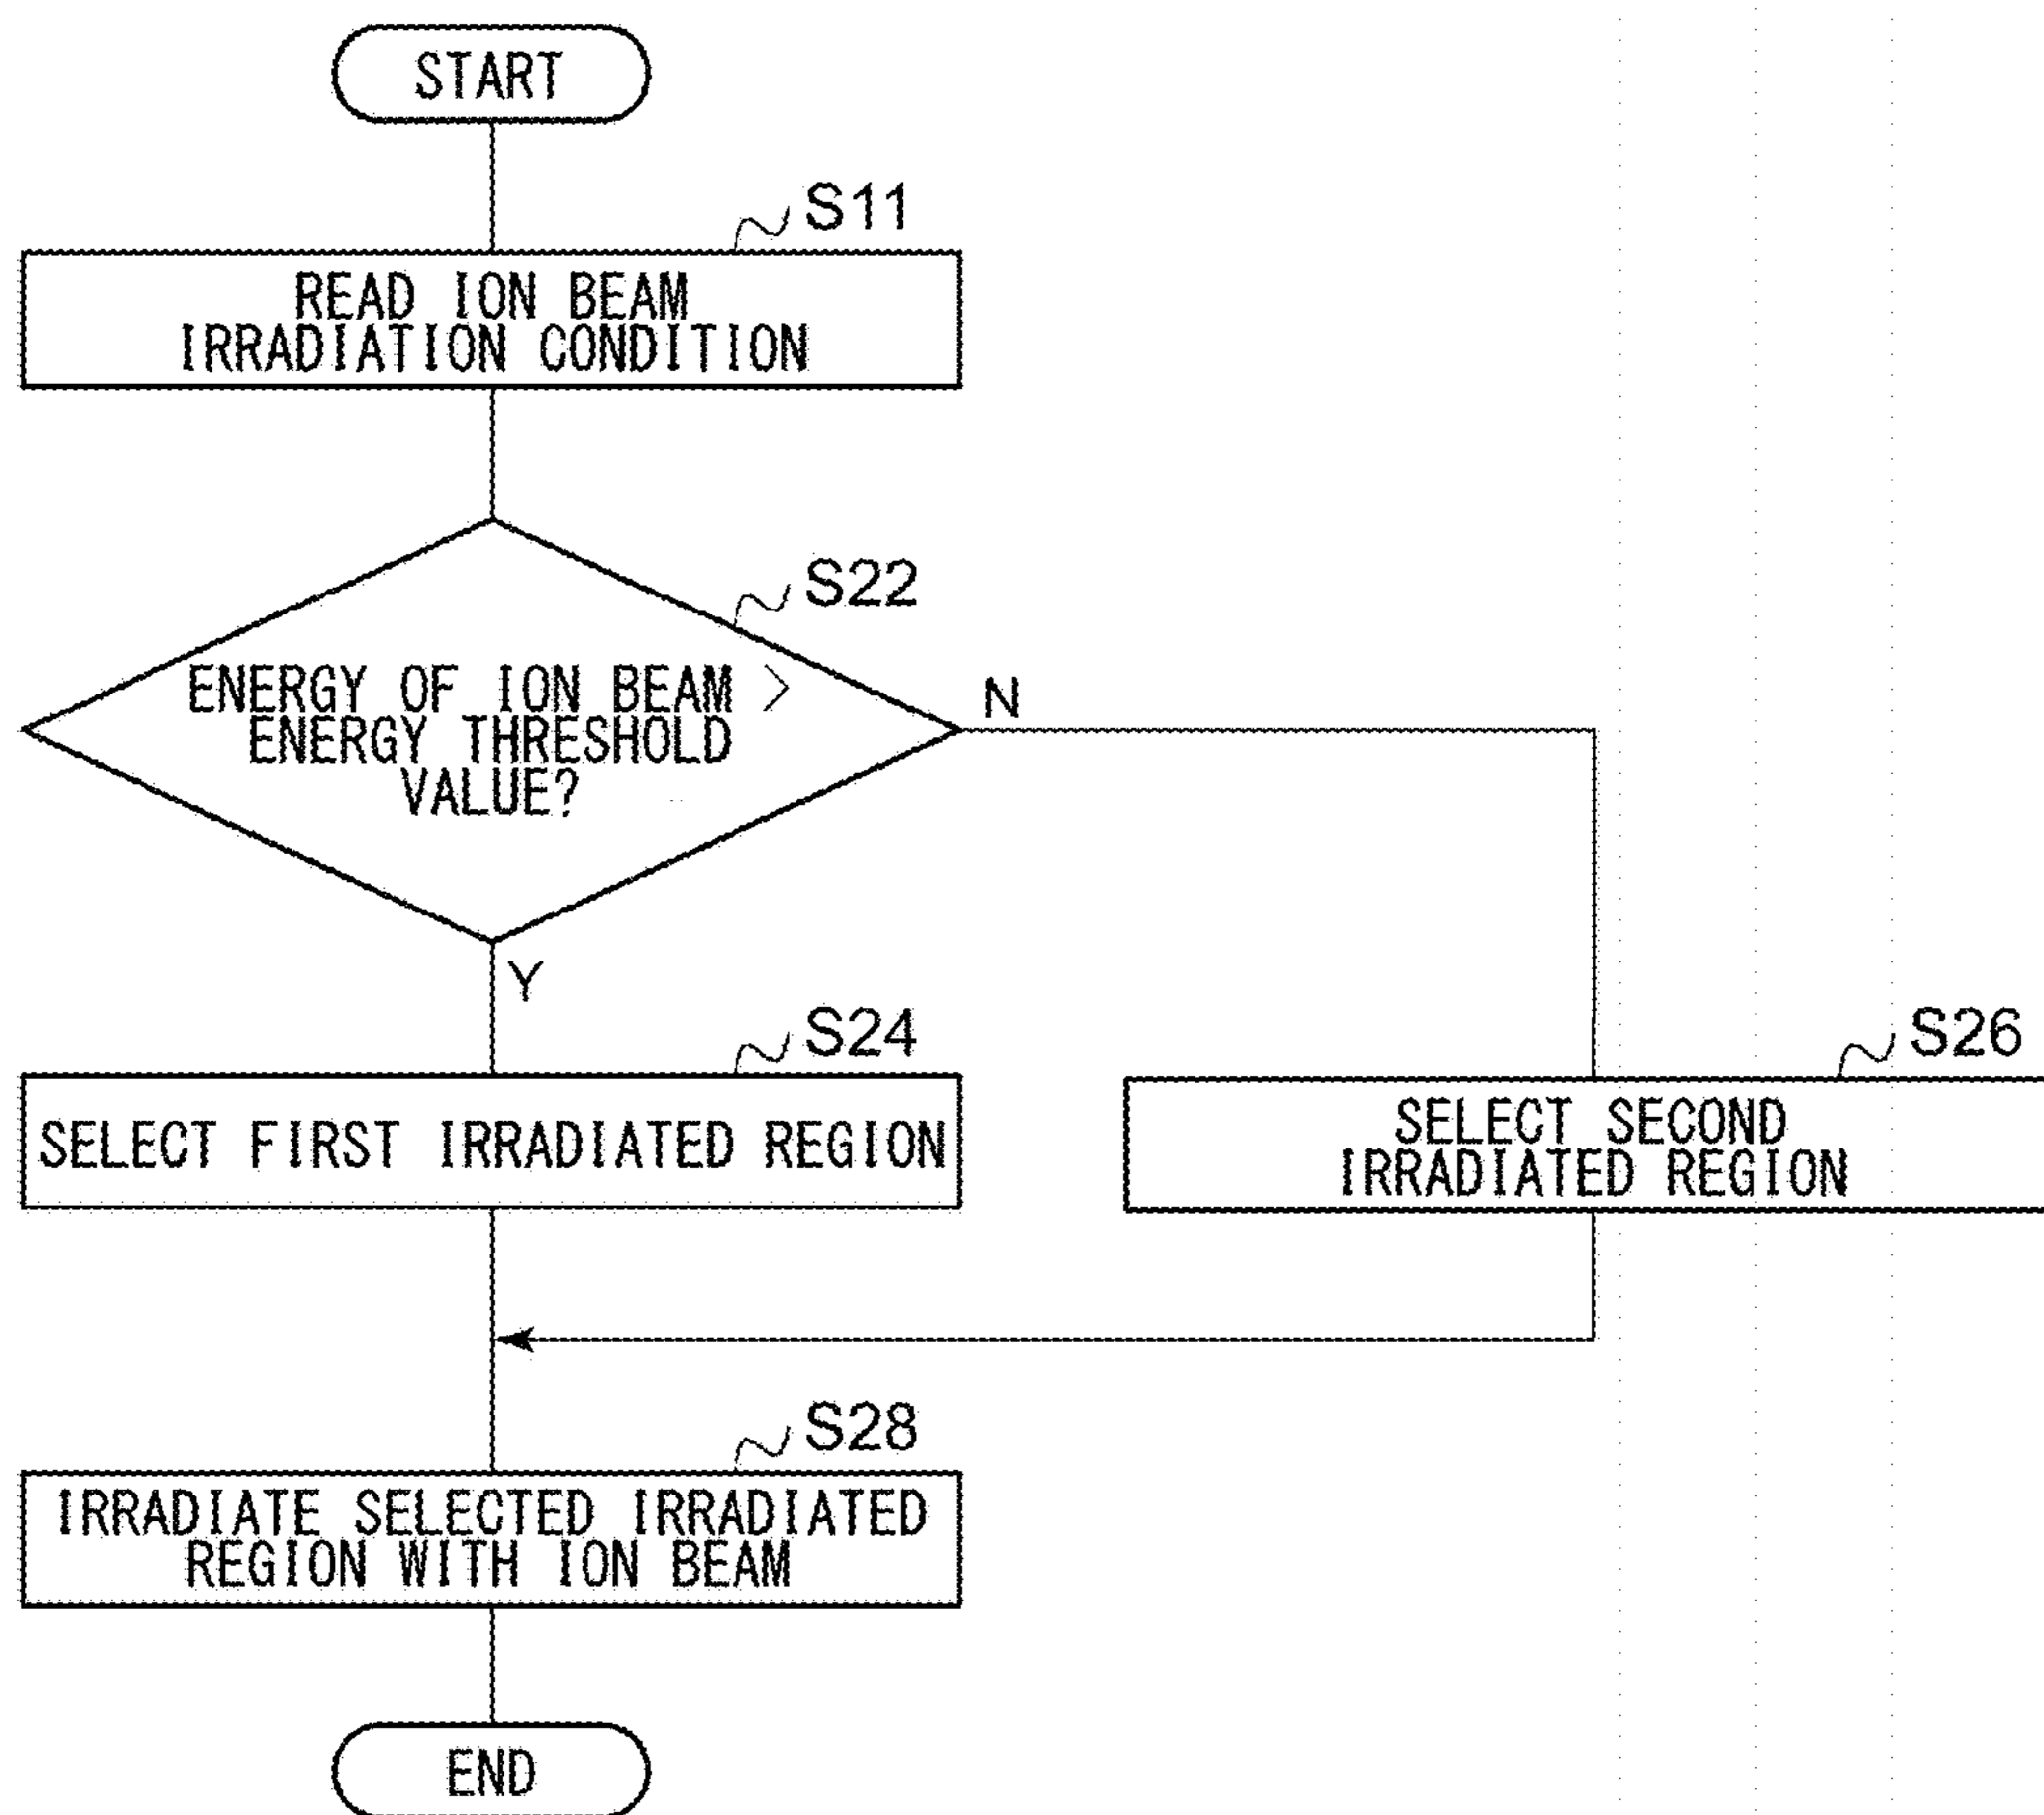 START
S11
READ ION BEAM
IRRADIATION CONDITION
S22
ENERGY OF ION BEAM >
ENERGY THRESHOLD
VALUE?
N
Y
S24
SELECT FIRST IRRADIATED REGION
S26
SELECT SECOND
IRRADIATED REGION
S28
IRRADIATE SELECTED IRRADIATED
REGION WITH ION BEAM
END